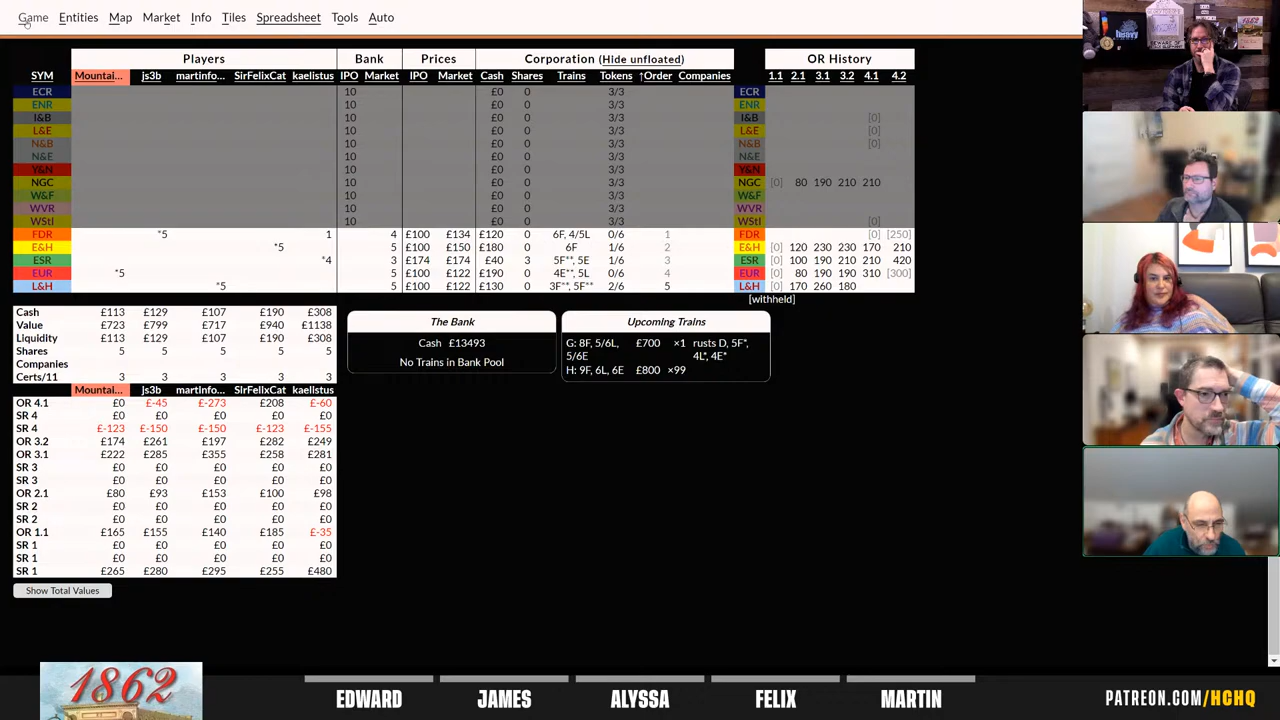 Game Entities Map Market Info Tiles Spreadsheet Tools Auto
Players Bank Prices Corporation (Hide unfloated) OR History
SYM Mountai... js3b martinfo... SirFelixCat kaelistus IPO Market IPO Market Cash Shares Trains Tokens ↑Order Companies 1.1 2.1 3.1 3.2 4.1 4.2
ECR 10 £0 0 3/3 ECR
ENR 10 £0 0 3/3 ENR
I&B 10 £0 0 3/3 I&B [0]
L&E 10 £0 0 3/3 L&E [0]
N&B 10 £0 0 3/3 N&B [0]
N&E 10 £0 0 3/3 N&E
Y&N 10 £0 0 3/3 Y&N
NGC 10 £0 0 3/3 NGC [0] 80 190 210 210
W&F 10 £0 0 3/3 W&F
WVR 10 £0 0 3/3 WVR
WStI 10 £0 0 3/3 WStI [0]
FDR *5 1 4 £100 £134 £120 0 6F, 4/5L 0/6 1 FDR [0] [250]
E&H *5 5 £100 £150 £180 0 6F 1/6 2 E&H [0] 120 230 230 170 210
ESR *4 3 £174 £174 £40 3 5F**, 5E 1/6 3 ESR [0] 100 190 210 210 420
EUR *5 5 £100 £122 £190 0 4E**, 5L 0/6 4 EUR [0] 80 190 190 310 [300]
L&H *5 5 £100 £122 £130 0 3F**, 5F** 2/6 5 L&H [0] 170 260 180
[withheld]
Cash £113 £129 £107 £190 £308
Value £723 £799 £717 £940 £1138
Liquidity £113 £129 £107 £190 £308
Shares 5 5 5 5 5
Companies
Certs/11 3 3 3 3 3
The Bank
Cash £13493
No Trains in Bank Pool
Upcoming Trains
G: 8F, 5/6L, £700 ×1 rusts D, 5F*,
5/6E 4L*, 4E*
H: 9F, 6L, 6E £800 ×99
Mountai... js3b martinfo... SirFelixCat kaelistus
OR 4.1 £0 £-45 £-273 £208 £-60
SR 4 £0 £0 £0 £0 £0
SR 4 £-123 £-150 £-150 £-123 £-155
OR 3.2 £174 £261 £197 £282 £249
OR 3.1 £222 £285 £355 £258 £281
SR 3 £0 £0 £0 £0 £0
SR 3 £0 £0 £0 £0 £0
OR 2.1 £80 £93 £153 £100 £98
SR 2 £0 £0 £0 £0 £0
SR 2 £0 £0 £0 £0 £0
OR 1.1 £165 £155 £140 £185 £-35
SR 1 £0 £0 £0 £0 £0
SR 1 £0 £0 £0 £0 £0
SR 1 £265 £280 £295 £255 £480
Show Total Values
1862
EDWARD JAMES ALYSSA FELIX MARTIN
PATREON.COM/HCHQ